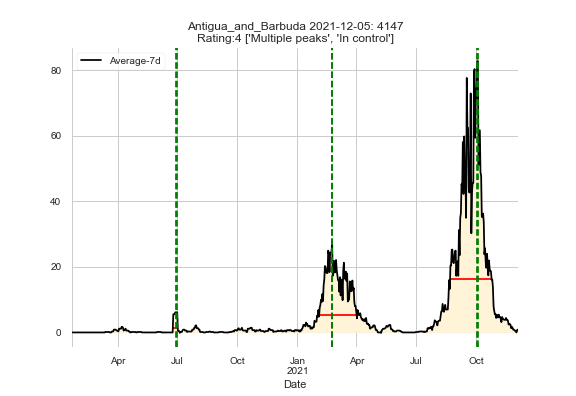 Antigua_and_Barbuda 2021-12-05: 4147
Rating:4 ['Multiple peaks', 'In control']
Average-7d
80
60
40
20
0
Apr Jul Oct Jan Apr Jul Oct
2021
Date